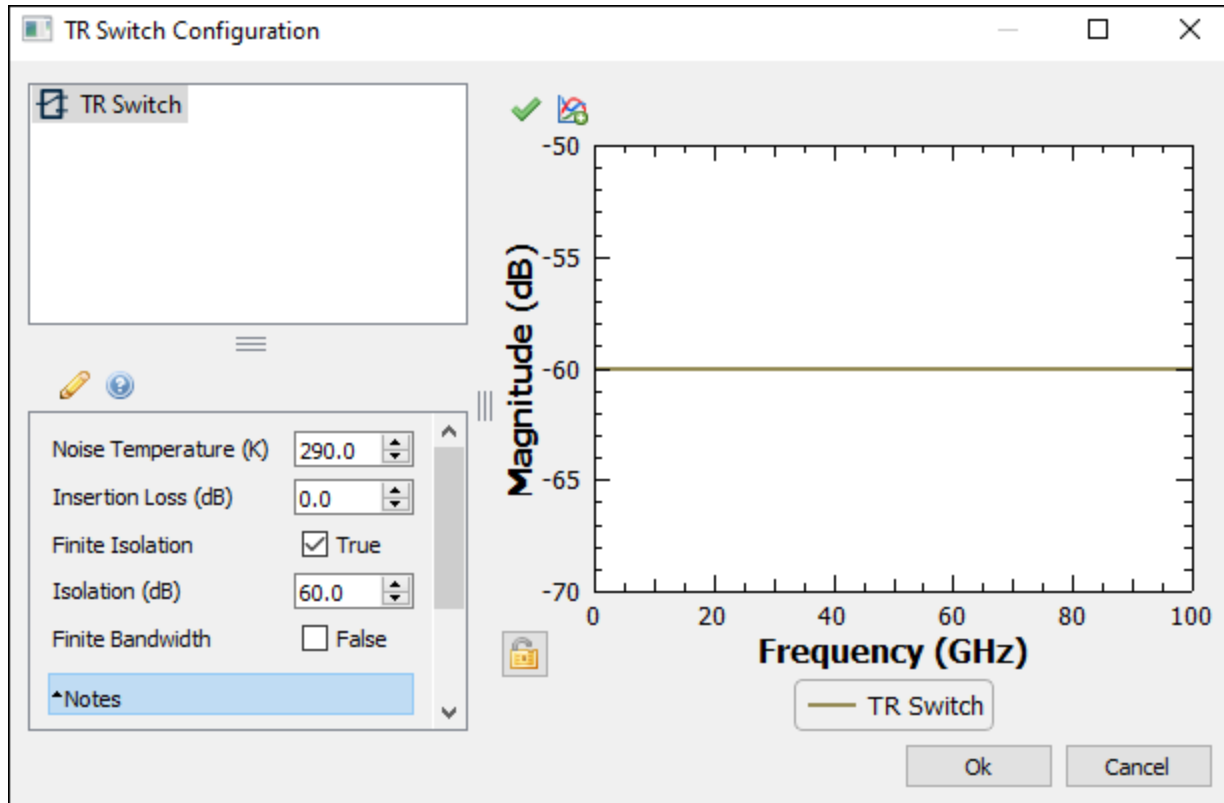 TR Switch Configuration
TR Switch
Noise Temperature (K) 290.0
Insertion Loss (dB) 0.0
Finite Isolation True
Isolation (dB) 60.0
Finite Bandwidth False
Notes
-50
-55
-60
-65
-70
Magnitude (dB)
0 20 40 60 80 100
Frequency (GHz)
TR Switch
Ok Cancel